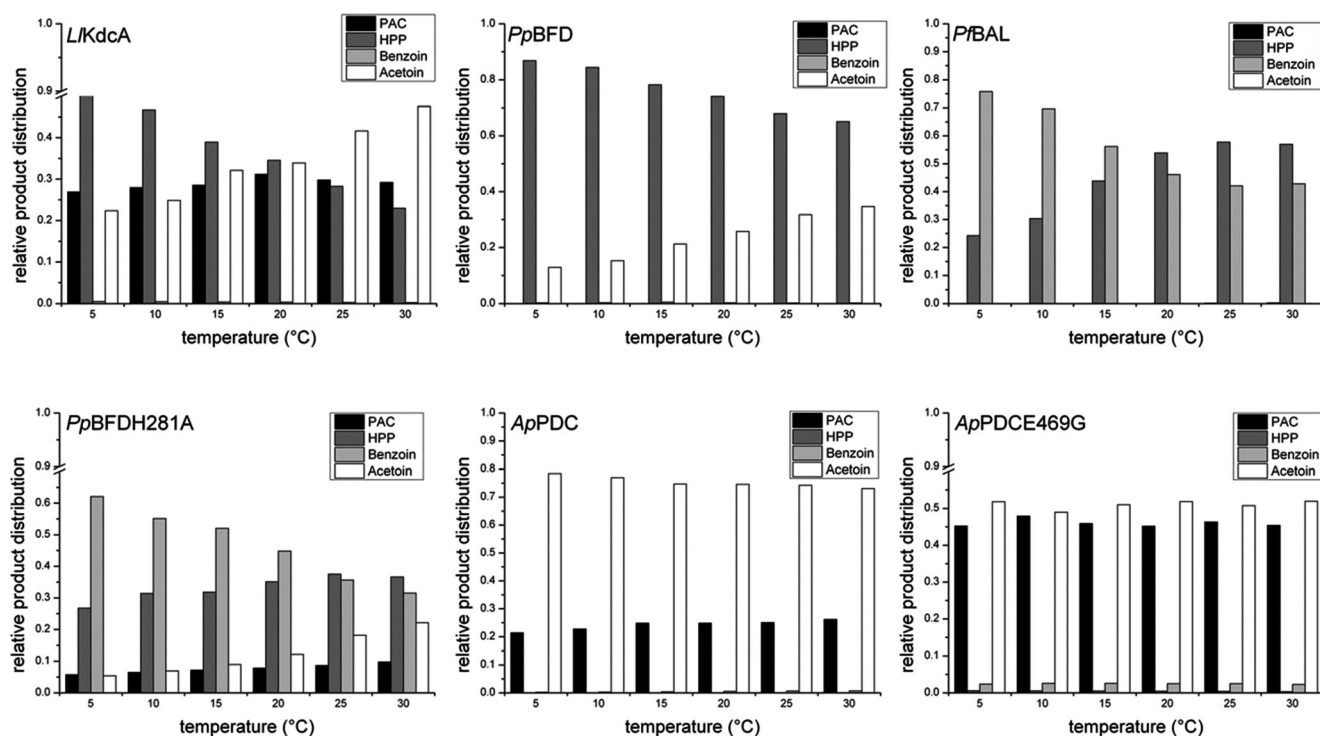 LlKdcA
PAC
HPP
Benzoin
Acetoin
relative product distribution
1.0
0.9
0.4
0.3
0.2
0.1
0.0
5 10 15 20 25 30
temperature (°C)
PpBFD
PAC
HPP
Benzoin
Acetoin
relative product distribution
1.0
0.8
0.6
0.4
0.2
0.0
5 10 15 20 25 30
temperature (°C)
PfBAL
PAC
HPP
Benzoin
Acetoin
relative product distribution
1.0
0.9
0.8
0.7
0.6
0.5
0.4
0.3
0.2
0.1
0.0
5 10 15 20 25 30
temperature (°C)
PpBFDH281A
PAC
HPP
Benzoin
Acetoin
relative product distribution
1.0
0.9
0.6
0.5
0.4
0.3
0.2
0.1
0.0
5 10 15 20 25 30
temperature (°C)
ApPDC
PAC
HPP
Benzoin
Acetoin
relative product distribution
1.0
0.9
0.8
0.7
0.6
0.5
0.4
0.3
0.2
0.1
0.0
5 10 15 20 25 30
temperature (°C)
ApPDCE469G
PAC
HPP
Benzoin
Acetoin
relative product distribution
1.0
0.9
0.5
0.4
0.3
0.2
0.1
0.0
5 10 15 20 25 30
temperature (°C)